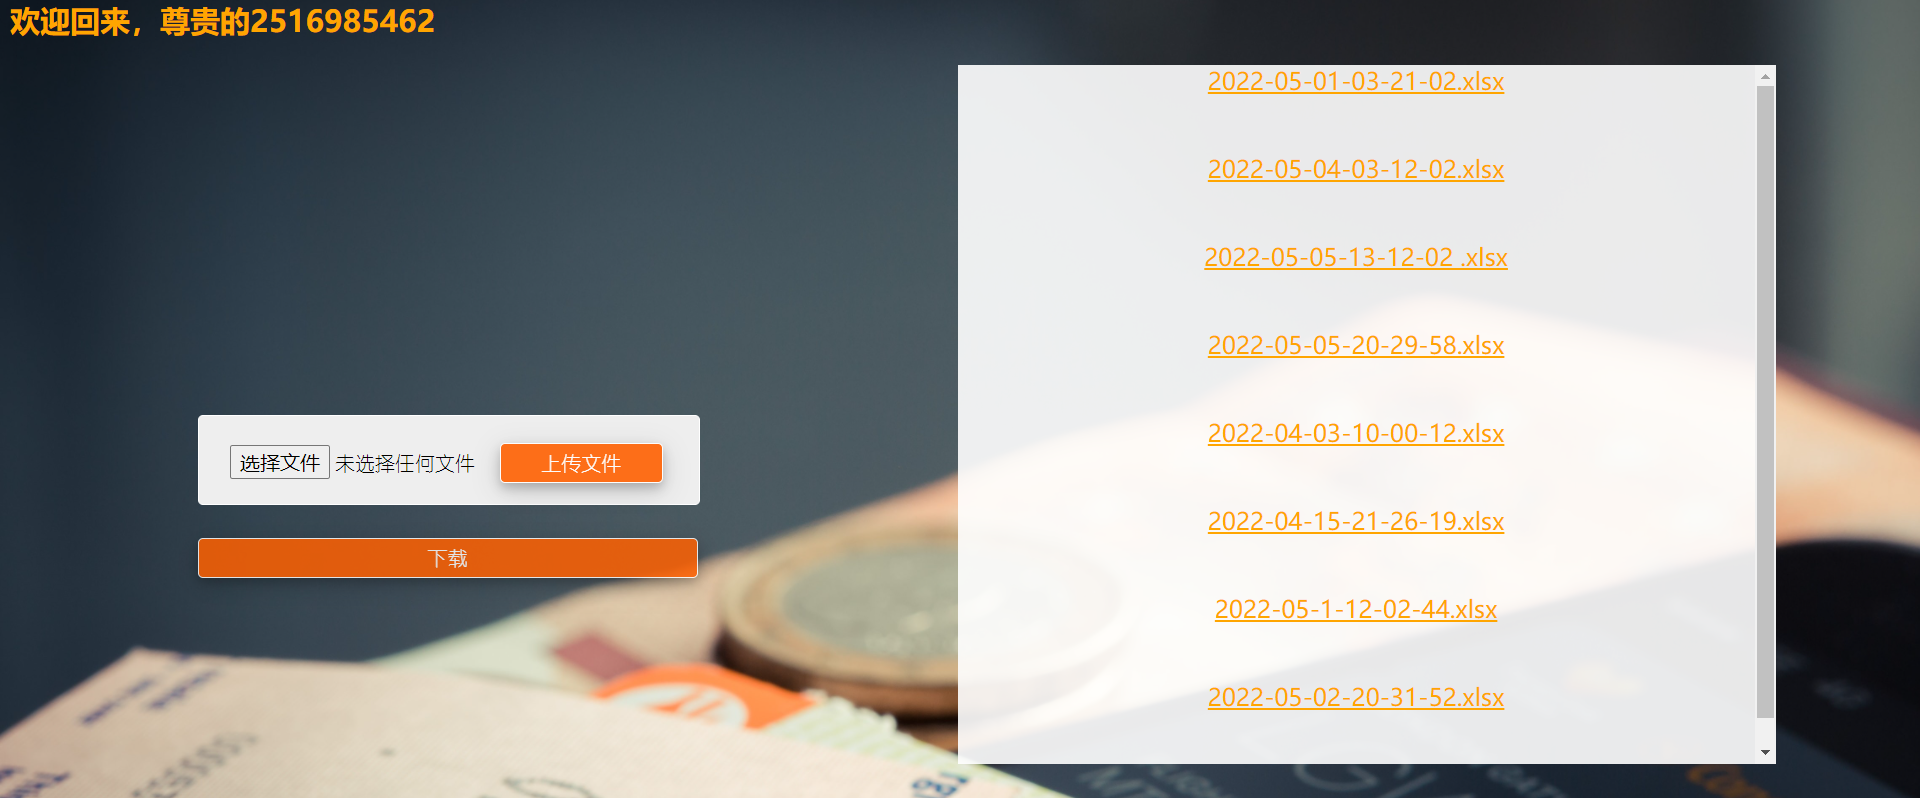 欢迎回来，尊贵的2516985462
选择文件 未选择任何文件 上传文件
下载
2022-05-01-03-21-02.xlsx
2022-05-04-03-12-02.xlsx
2022-05-05-13-12-02 .xlsx
2022-05-05-20-29-58.xlsx
2022-04-03-10-00-12.xlsx
2022-04-15-21-26-19.xlsx
2022-05-1-12-02-44.xlsx
2022-05-02-20-31-52.xlsx